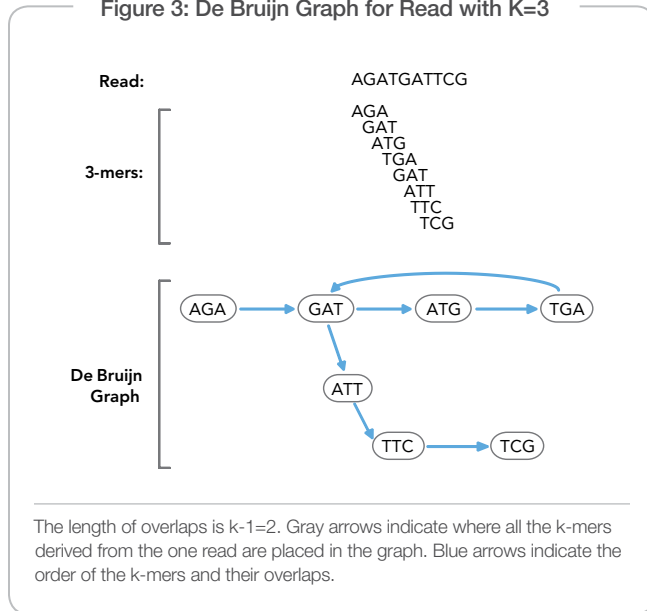 Figure 3: De Bruijn Graph for Read with K=3
Read:
AGATGATTCG
3-mers:
AGA
GAT
ATG
TGA
GAT
ATT
TTC
TCG
De Bruijn
Graph
AGA
GAT
ATG
TGA
ATT
TTC
TCG
The length of overlaps is k-1=2. Gray arrows indicate where all the k-mers
derived from the one read are placed in the graph. Blue arrows indicate the
order of the k-mers and their overlaps.